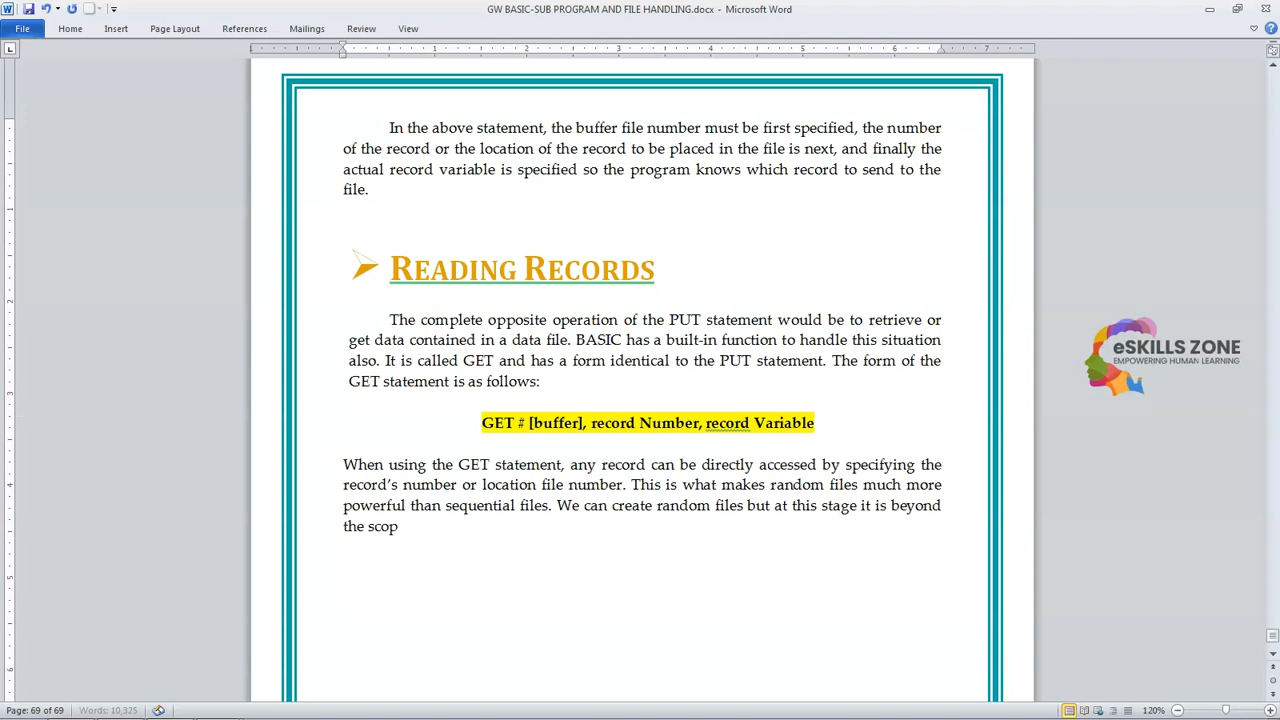 GW BASIC-SUB PROGRAM AND FILE HANDLING.docx - Microsoft Word
File Home Insert Page Layout References Mailings Review View
1 1 2 3 4 5 6 7
In the above statement, the buffer file number must be first specified, the number
of the record or the location of the record to be placed in the file is next, and finally the
actual record variable is specified so the program knows which record to send to the
file.
READING RECORDS
The complete opposite operation of the PUT statement would be to retrieve or
get data contained in a data file. BASIC has a built-in function to handle this situation
also. It is called GET and has a form identical to the PUT statement. The form of the
GET statement is as follows:
eSKILLS ZONE
EMPOWERING HUMAN LEARNING
GET # [buffer], record Number, record Variable
When using the GET statement, any record can be directly accessed by specifying the
record's number or location file number. This is what makes random files much more
powerful than sequential files. We can create random files but at this stage it is beyond
the scop
Page: 69 of 69 Words: 10,325 120%